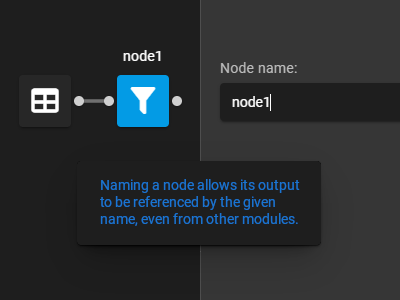 node1
Node name:
node1
Naming a node allows its output
to be referenced by the given
name, even from other modules.